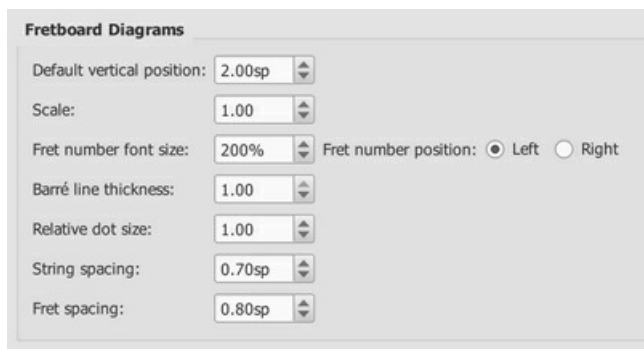 Fretboard Diagrams
Default vertical position: 2.00sp
Scale: 1.00
Fret number font size: 200% Fret number position: Left Right
Barré line thickness: 1.00
Relative dot size: 1.00
String spacing: 0.70sp
Fret spacing: 0.80sp